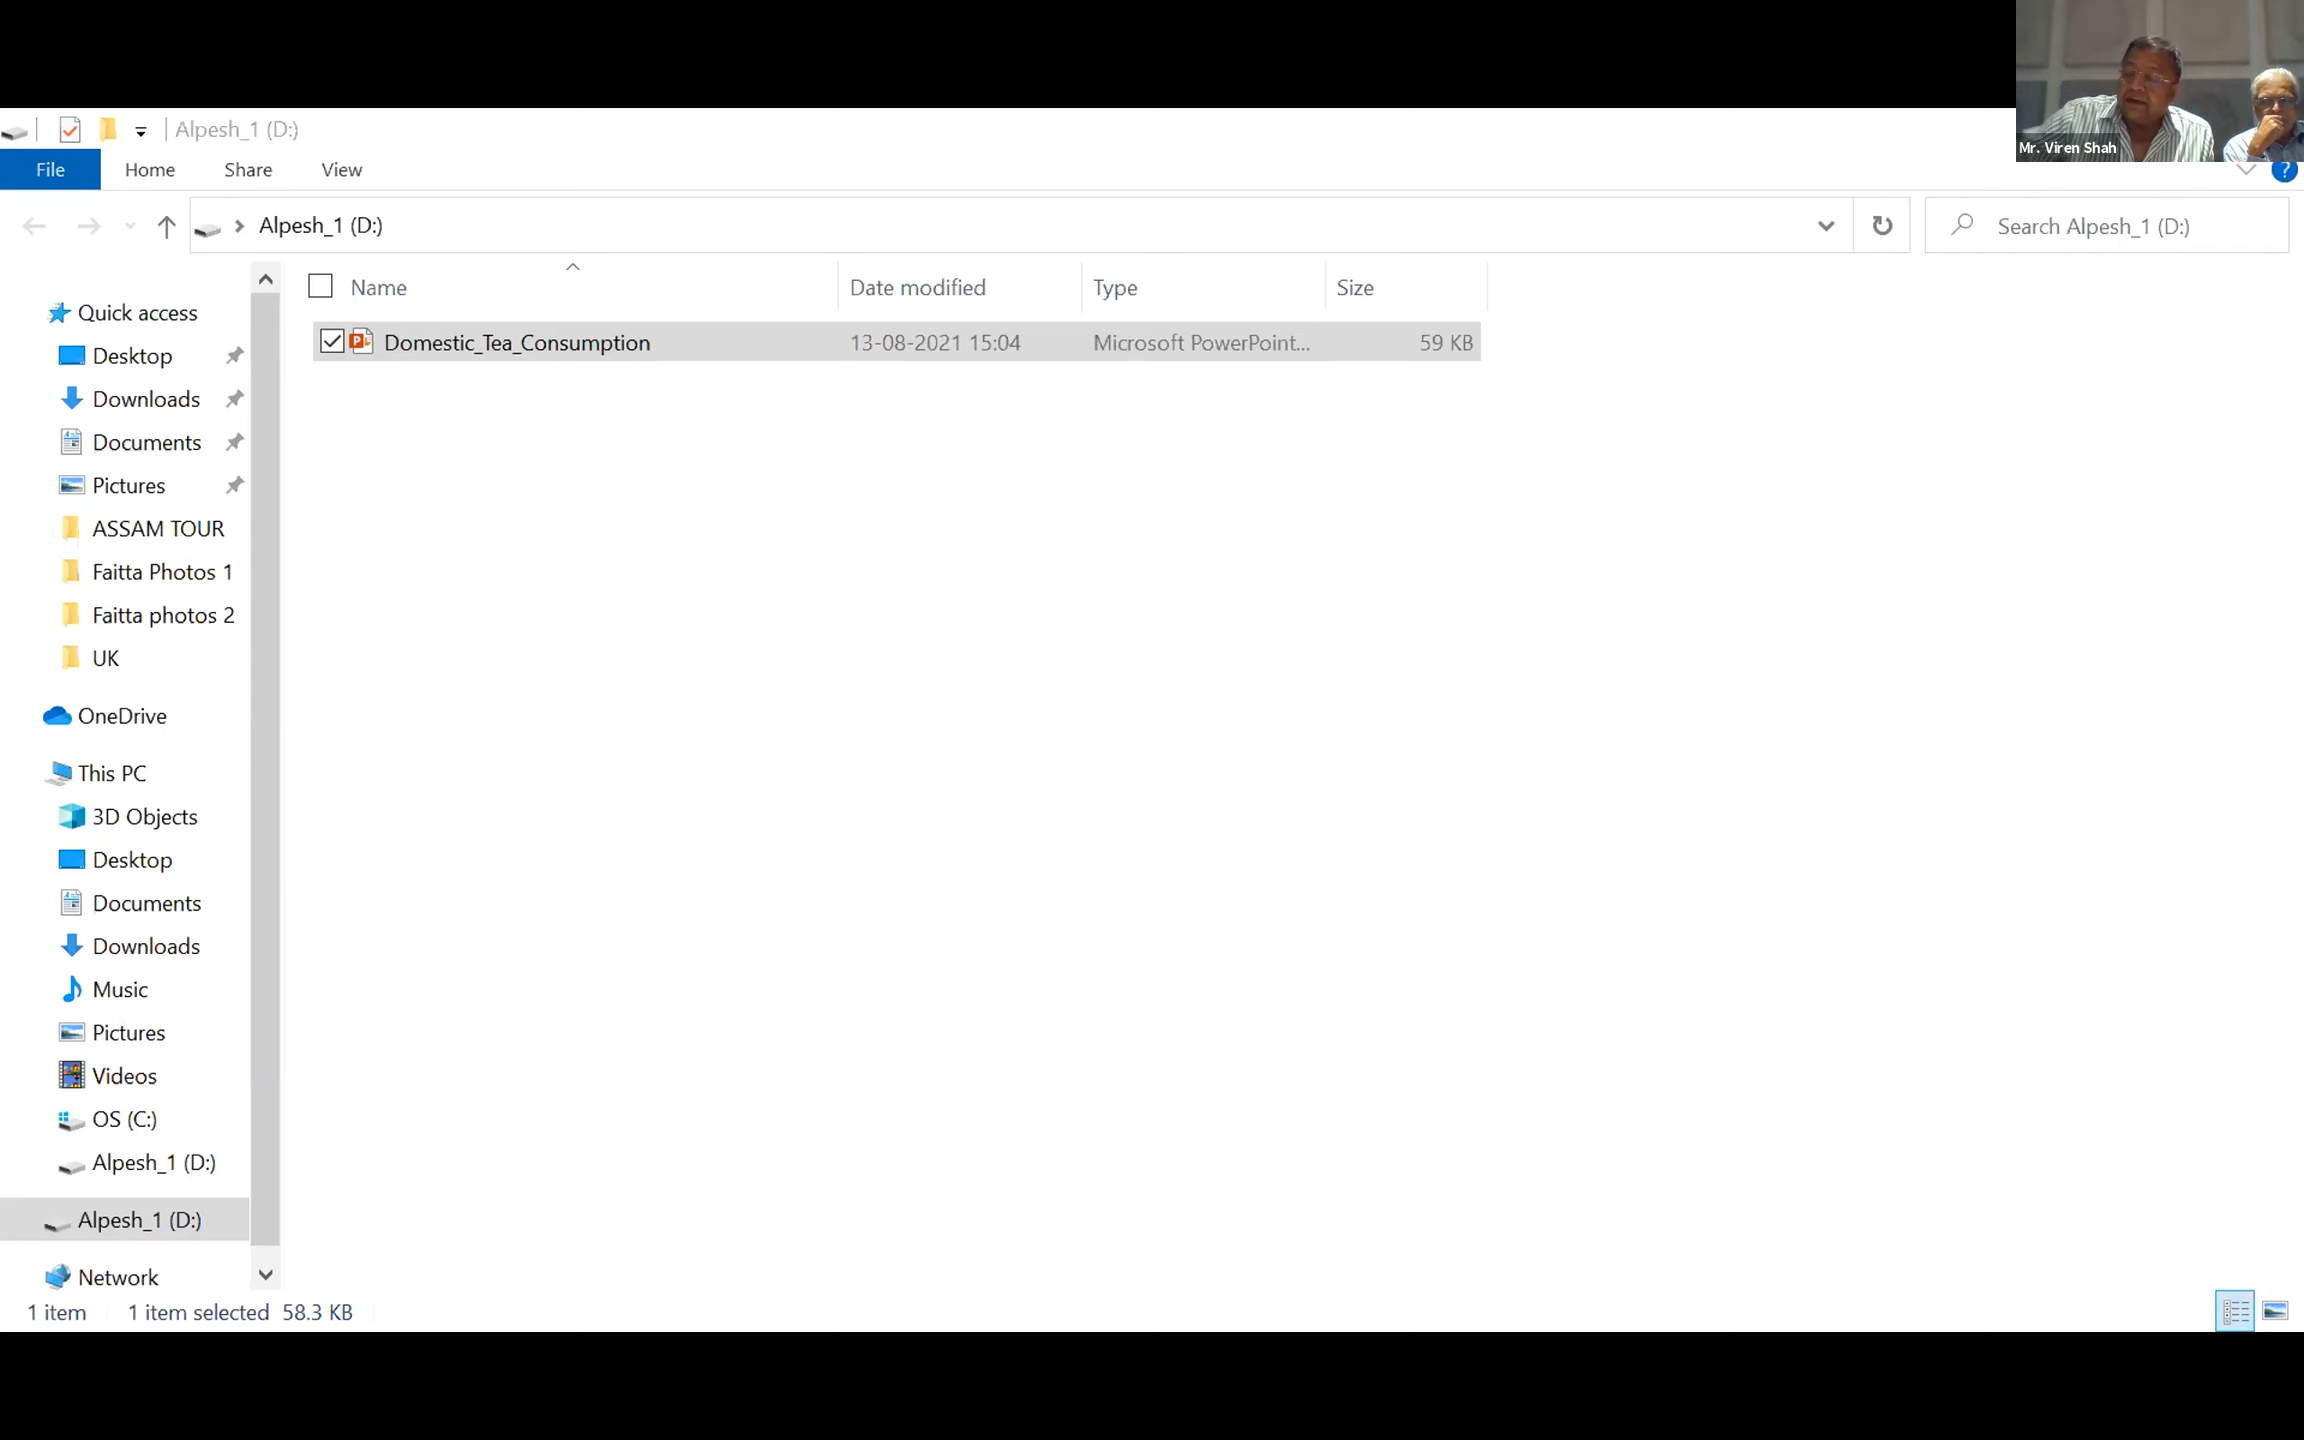 Alpesh_1 (D:)
Mr. Viren Shah
File Home Share View
?
Alpesh_1 (D:)
Search Alpesh_1 (D:)
Name Date modified Type Size
Domestic_Tea_Consumption 13-08-2021 15:04 Microsoft PowerPoint... 59 KB
Quick access
Desktop
Downloads
Documents
Pictures
ASSAM TOUR
Faitta Photos 1
Faitta photos 2
UK
OneDrive
This PC
3D Objects
Desktop
Documents
Downloads
Music
Pictures
Videos
OS (C:)
Alpesh_1 (D:)
Alpesh_1 (D:)
Network
1 item 1 item selected 58.3 KB